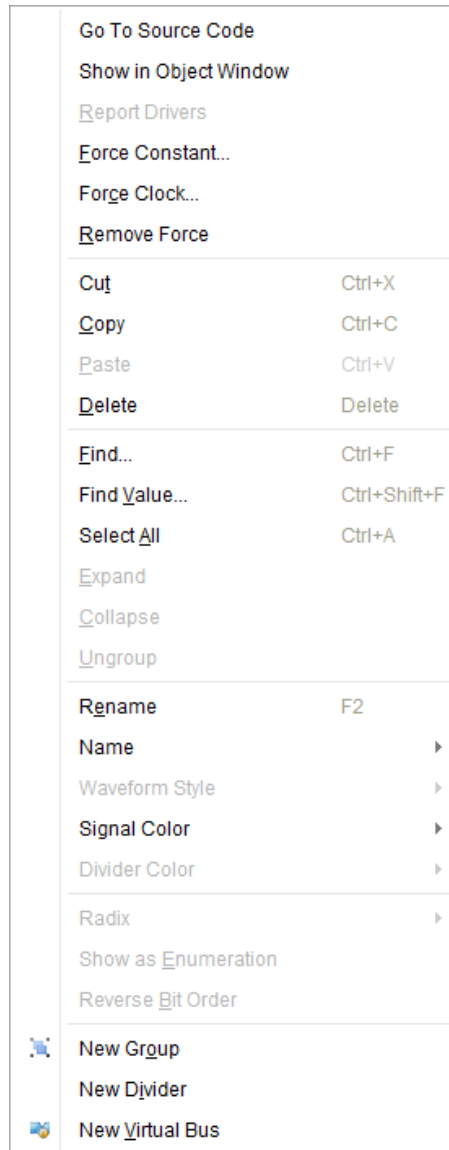 Go To Source Code
Show in Object Window
Report Drivers
Force Constant...
Force Clock...
Remove Force
Cut Ctrl+X
Copy Ctrl+C
Paste Ctrl+V
Delete Delete
Find... Ctrl+F
Find Value... Ctrl+Shift+F
Select All Ctrl+A
Expand
Collapse
Ungroup
Rename F2
Name
Waveform Style
Signal Color
Divider Color
Radix
Show as Enumeration
Reverse Bit Order
New Group
New Divider
New Virtual Bus